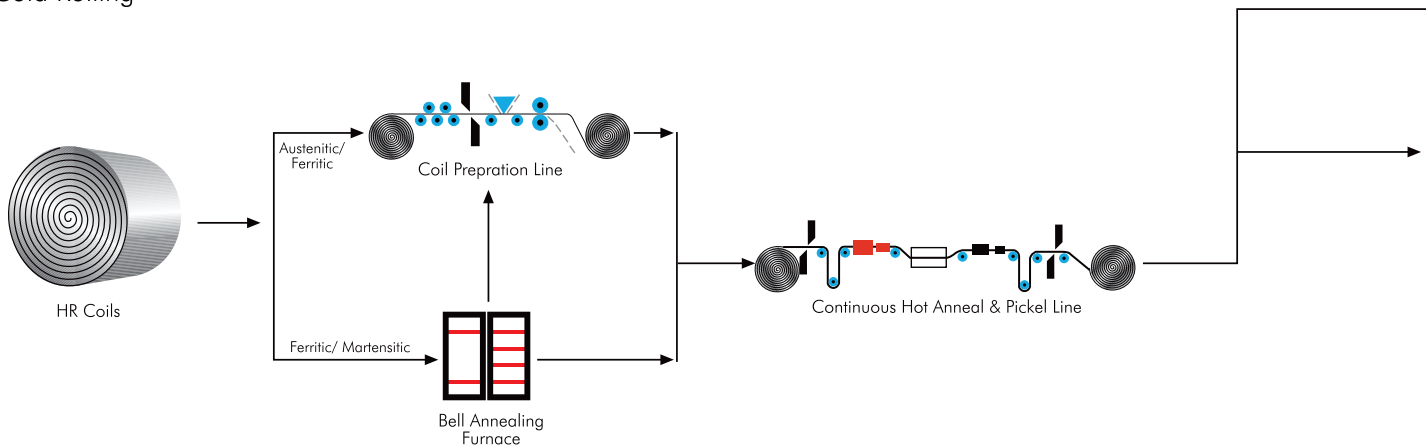 Cold Rolling
Austenitic/
Ferritic
Coil Prepration Line
HR Coils
Continuous Hot Anneal & Pickel Line
Ferritic/ Martensitic
Bell Annealing
Furnace